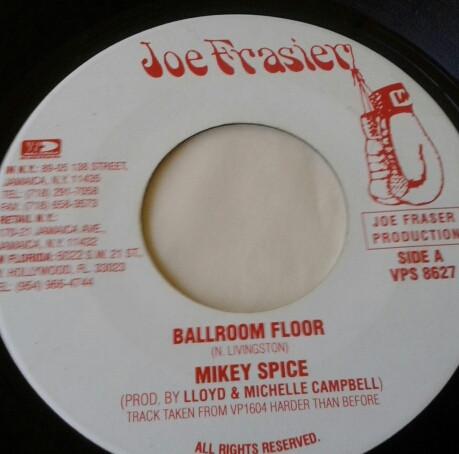 Joe Frasier
VP
IN N.Y.: 89-05 138 STREET,
JAMAICA, N.Y. 11435
TEL: (718) 291-7058
FAX: (718) 658-3573
RETAIL N.Y.:
170-21 JAMAICA AVE.,
JAMAICA, N.Y. 11432
IN FLORIDA: 6022 S.W. 21 ST.,
HOLLYWOOD, FL. 33023
TEL: (954) 966-4744
JOE FRASER
PRODUCTION
SIDE A
VPS 8627
BALLROOM FLOOR
(N. LIVINGSTON)
MIKEY SPICE
(PROD. BY LLOYD & MICHELLE CAMPBELL)
TRACK TAKEN FROM VP1604 HARDER THAN BEFORE
ALL RIGHTS RESERVED.